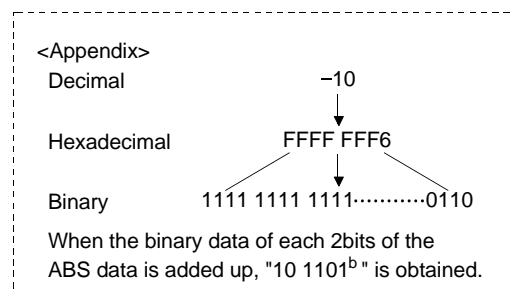 <Appendix>
Decimal –10
Hexadecimal FFFF FFF6
Binary 1111 1111 1111···········0110
When the binary data of each 2bits of the
ABS data is added up, "10 1101ᵇ " is obtained.